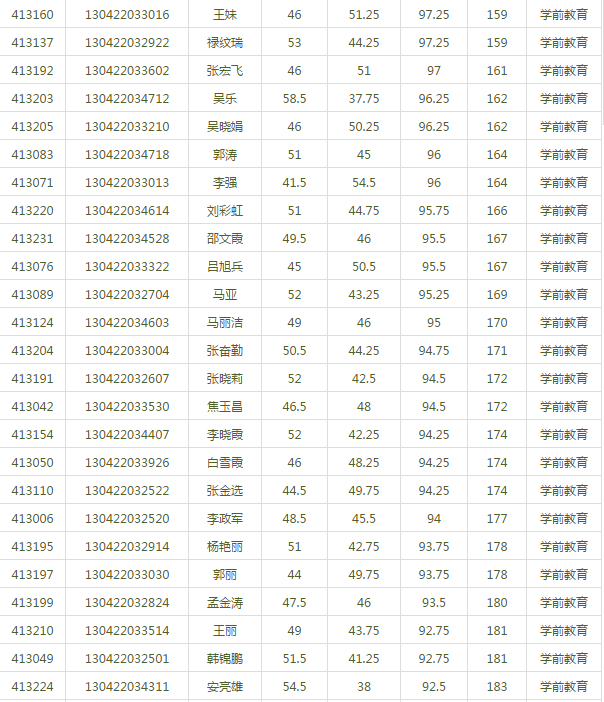 413160 130422033016 王妹 46 51.25 97.25 159 学前教育
413137 130422032922 禄纹瑞 53 44.25 97.25 159 学前教育
413192 130422033602 张宏飞 46 51 97 161 学前教育
413203 130422034712 吴乐 58.5 37.75 96.25 162 学前教育
413205 130422033210 吴晓娟 46 50.25 96.25 162 学前教育
413083 130422034718 郭涛 51 45 96 164 学前教育
413071 130422033013 李强 41.5 54.5 96 164 学前教育
413220 130422034614 刘彩虹 51 44.75 95.75 166 学前教育
413231 130422034528 邵文霞 49.5 46 95.5 167 学前教育
413076 130422033322 吕旭兵 45 50.5 95.5 167 学前教育
413089 130422032704 马亚 52 43.25 95.25 169 学前教育
413124 130422034603 马丽洁 49 46 95 170 学前教育
413204 130422033004 张奋勤 50.5 44.25 94.75 171 学前教育
413191 130422032607 张晓莉 52 42.5 94.5 172 学前教育
413042 130422033530 焦玉昌 46.5 48 94.5 172 学前教育
413154 130422034407 李晓霞 52 42.25 94.25 174 学前教育
413050 130422033926 白雪霞 46 48.25 94.25 174 学前教育
413110 130422032522 张金选 44.5 49.75 94.25 174 学前教育
413006 130422032520 李政军 48.5 45.5 94 177 学前教育
413195 130422032914 杨艳丽 51 42.75 93.75 178 学前教育
413197 130422033030 郭丽 44 49.75 93.75 178 学前教育
413199 130422032824 孟金涛 47.5 46 93.5 180 学前教育
413210 130422033514 王丽 49 43.75 92.75 181 学前教育
413049 130422032501 韩锦鹏 51.5 41.25 92.75 181 学前教育
413224 130422034311 安亮雄 54.5 38 92.5 183 学前教育